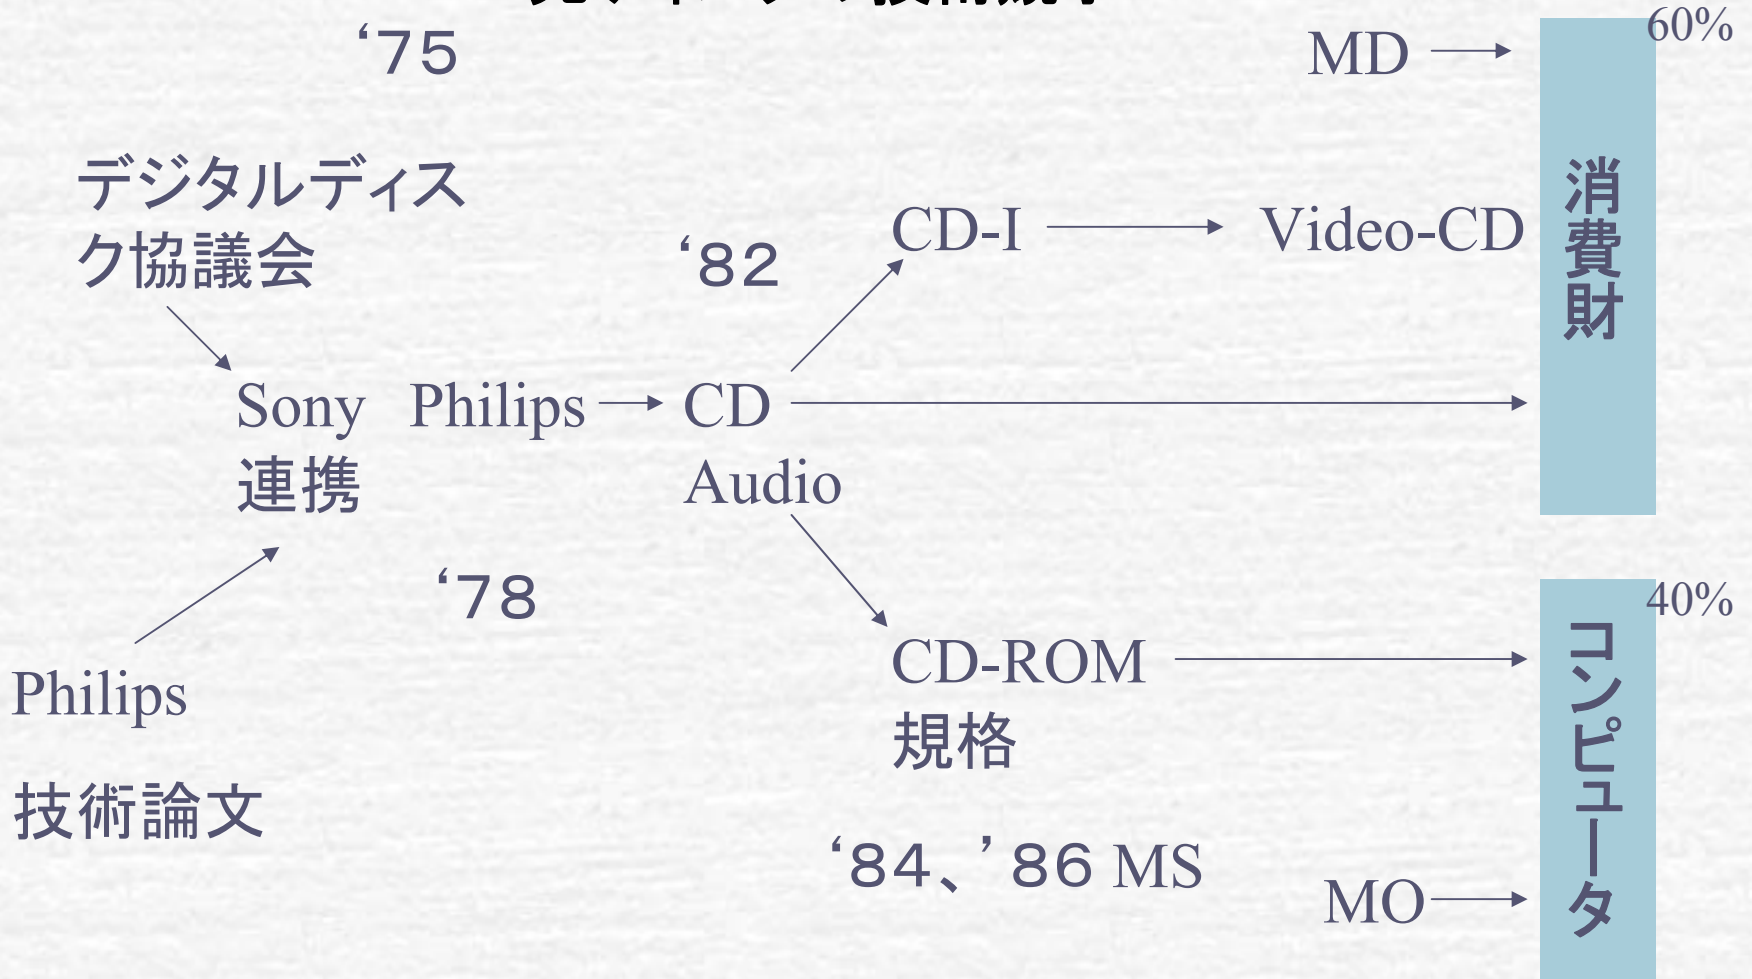 ‘75
60%
MD
デジタルディス
ク協議会
‘82
CD-I
Video-CD
消費財
Sony Philips
連携
CD
Audio
‘78
40%
Philips
技術論文
CD-ROM
規格
コンピュータ
‘84、’86 MS
MO